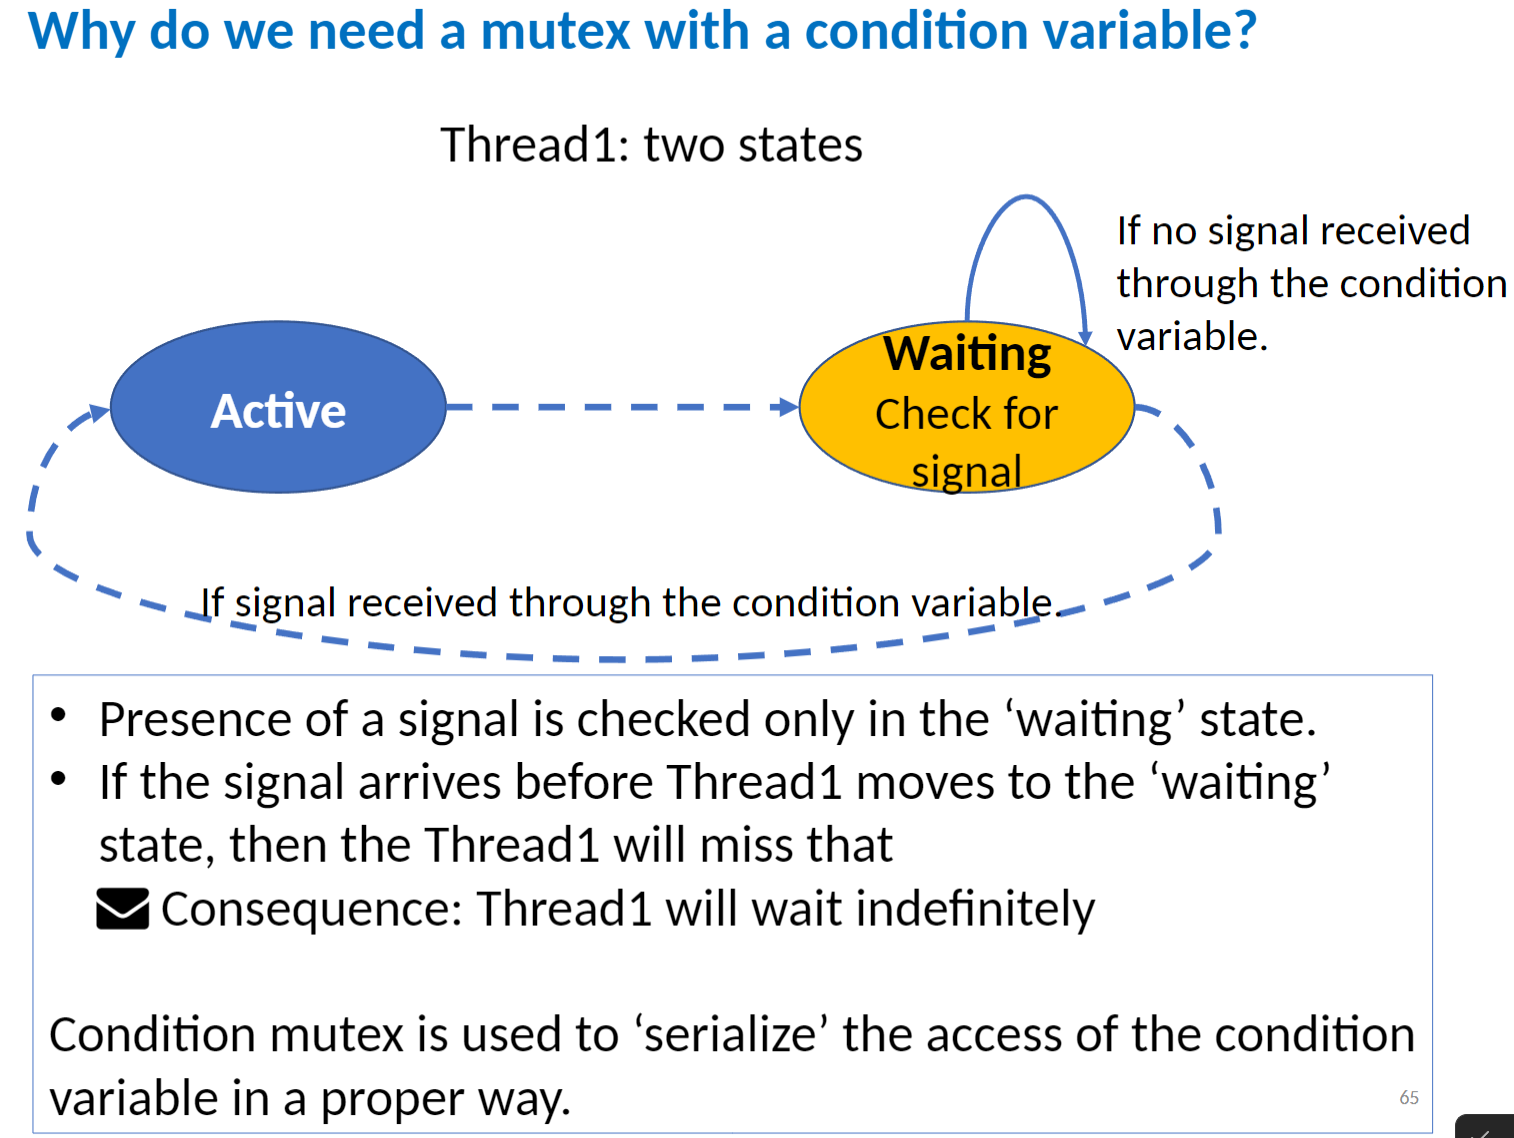 Why do we need a mutex with a condition variable?
Thread1: two states
If no signal received
through the condition
variable.
Active
Waiting
Check for
signal
If signal received through the condition variable.
• Presence of a signal is checked only in the ‘waiting’ state.
• If the signal arrives before Thread1 moves to the ‘waiting’
state, then the Thread1 will miss that
Consequence: Thread1 will wait indefinitely
Condition mutex is used to ‘serialize’ the access of the condition
variable in a proper way.
65